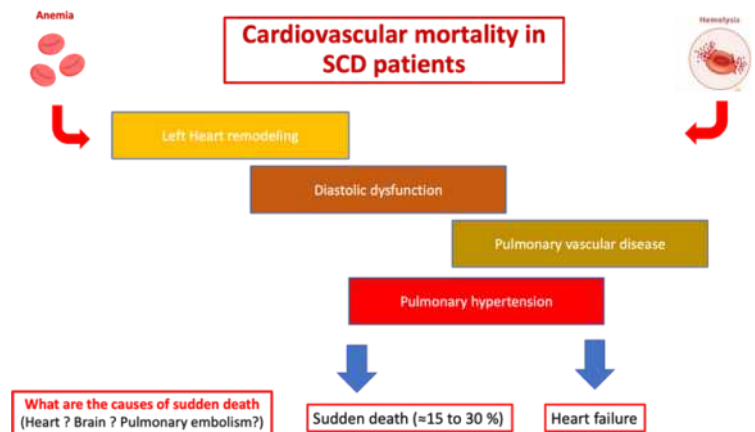 Anemia
Cardiovascular mortality in
SCD patients
Hemolysis
Left Heart remodeling
Diastolic dysfunction
Pulmonary vascular disease
Pulmonary hypertension
What are the causes of sudden death
(Heart ? Brain ? Pulmonary embolism?)
Sudden death (≈15 to 30 %)
Heart failure